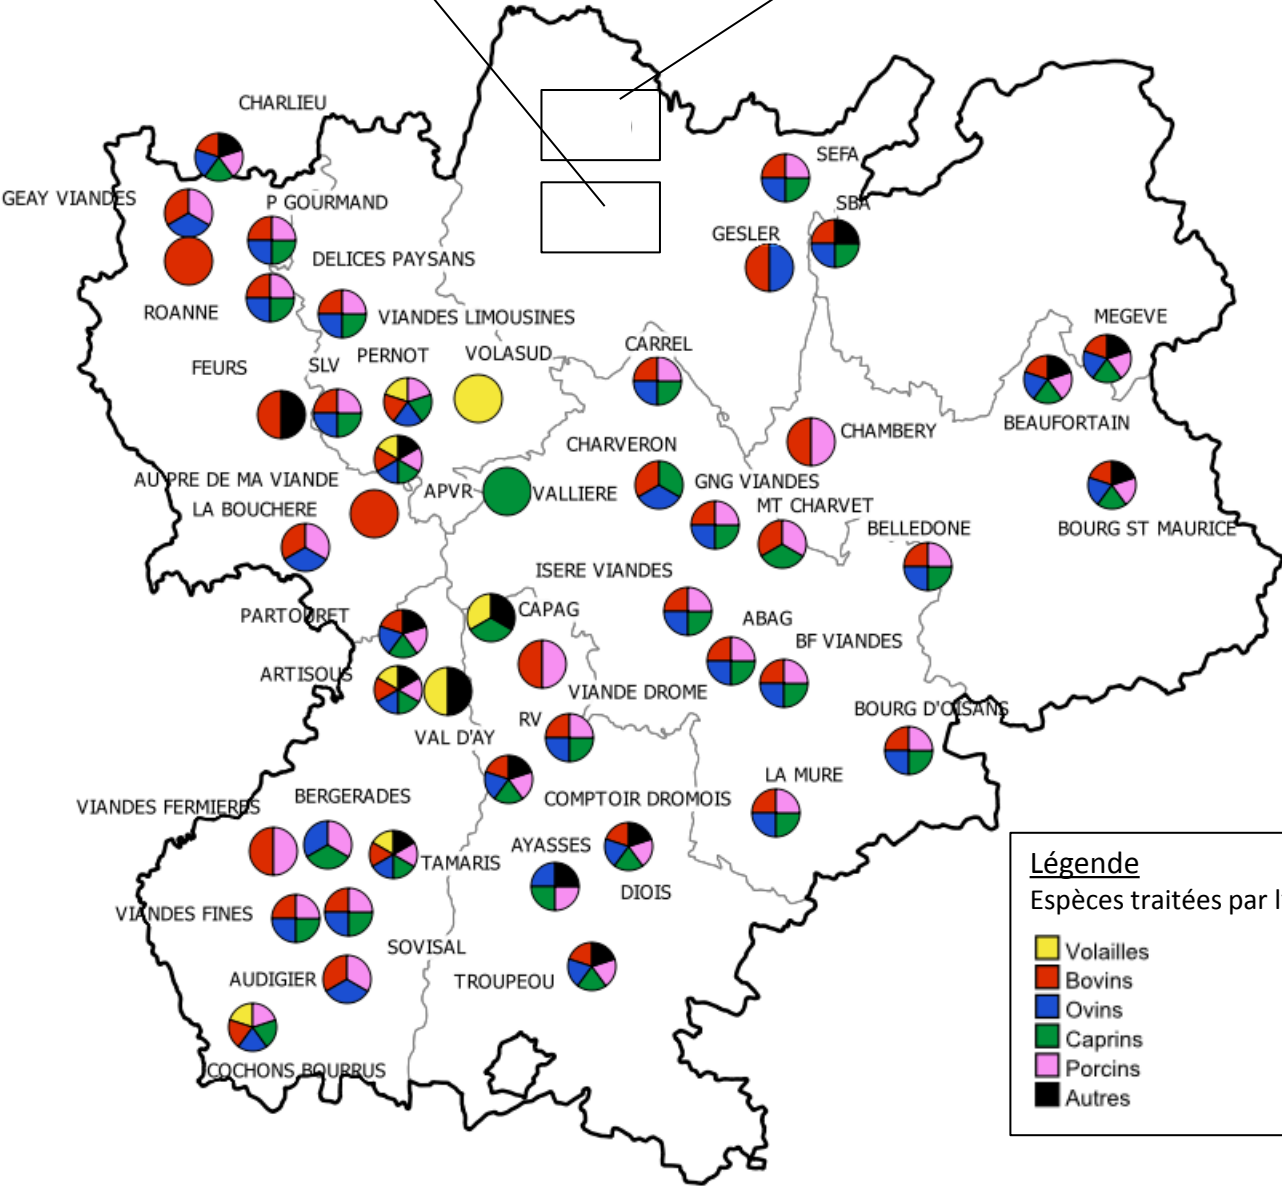 CHARLIEU
SEFA
GEAY VIANDES
P GOURMAND
SBA
GESLER
DELICES PAYSANS
ROANNE
VIANDES LIMOUSINES
MEGEVE
FEURS
SLV
PERNOT
VOLASUD
CARREL
BEAUFORTAIN
CHAMBERY
CHARVERON
AU PRE DE MA VIANDE
APVR
VALLIERE
GNG VIANDES
LA BOUCHERE
MT CHARVET
BELLEDONE
BOURG ST MAURICE
ISERE VIANDES
PARTOURET
CAPAG
ABAG
BF VIANDES
ARTISOUS
VIANDE DROME
BOURG D'OISANS
RV
VAL D'AY
LA MURE
VIANDES FERMIERES
BERGERADES
COMPTOIR DROMOIS
AYASSES
TAMARIS
DIOIS
VIANDES FINES
SOVISAL
AUDIGIER
TROUPEOU
COCHONS BOURRUS
Légende
Espèces traitées par l
Volailles
Bovins
Ovins
Caprins
Porcins
Autres